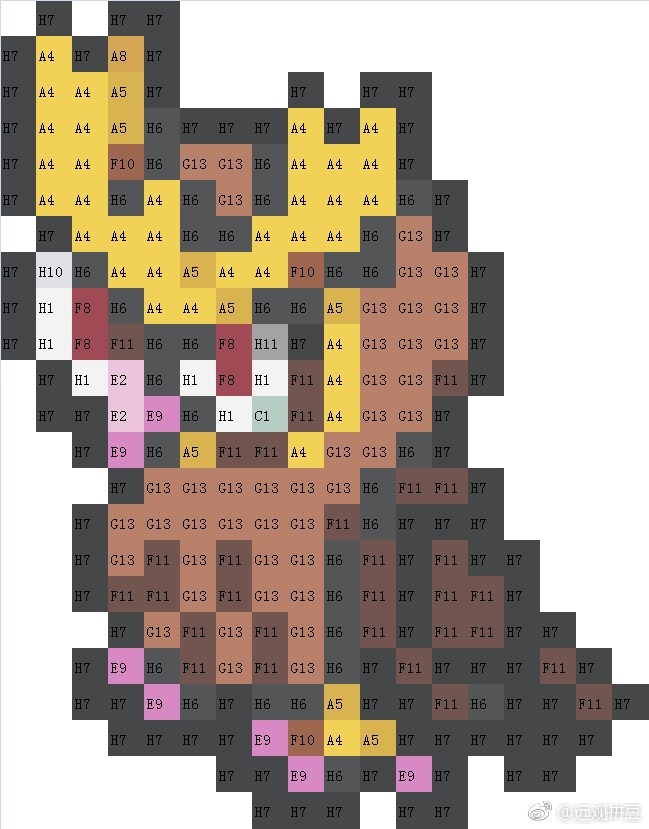 H7 H7 H7
H7 A4 H7 A8 H7
H7 A4 A4 A5 H7 H7 H7 H7
H7 A4 A4 A5 H6 H7 H7 H7 A4 H7 A4 H7
H7 A4 A4 F10 H6 G13 G13 H6 A4 A4 A4 H7
H7 A4 A4 H6 A4 H6 G13 H6 A4 A4 A4 H6 H7
H7 A4 A4 A4 H6 H6 A4 A4 A4 H6 G13 H7
H7 H10 H6 A4 A4 A5 A4 A4 F10 H6 H6 G13 G13 H7
H7 H1 F8 H6 A4 A4 A5 H6 H6 A5 G13 G13 G13 H7
H7 H1 F8 F11 H6 H6 F8 H11 H7 A4 G13 G13 G13 H7
H7 H1 E2 H6 H1 F8 H1 F11 A4 G13 G13 F11 H7
H7 H7 E2 E9 H6 H1 C1 F11 A4 G13 G13 H7
H7 E9 H6 A5 F11 F11 A4 G13 G13 H6 H7
H7 G13 G13 G13 G13 G13 G13 H6 F11 F11 H7
H7 G13 G13 G13 G13 G13 G13 F11 H6 H7 H7 H7
H7 G13 F11 G13 F11 G13 G13 H6 F11 H7 F11 H7 H7
H7 F11 F11 G13 F11 G13 G13 H6 F11 H7 F11 F11 H7
H7 G13 F11 G13 F11 G13 H6 F11 H7 F11 F11 H7 H7
H7 E9 H6 F11 G13 F11 G13 H6 H7 F11 H7 H7 H7 F11 H7
H7 H7 E9 H6 H7 H6 H6 A5 H7 H7 F11 H6 H7 H7 F11 H7
H7 H7 H7 H7 E9 F10 A4 A5 H7 H7 H7 H7 H7 H7
H7 H7 E9 H6 H7 E9 H7 H7 H7
H7 H7 H7 H7 H7
@远观拼豆